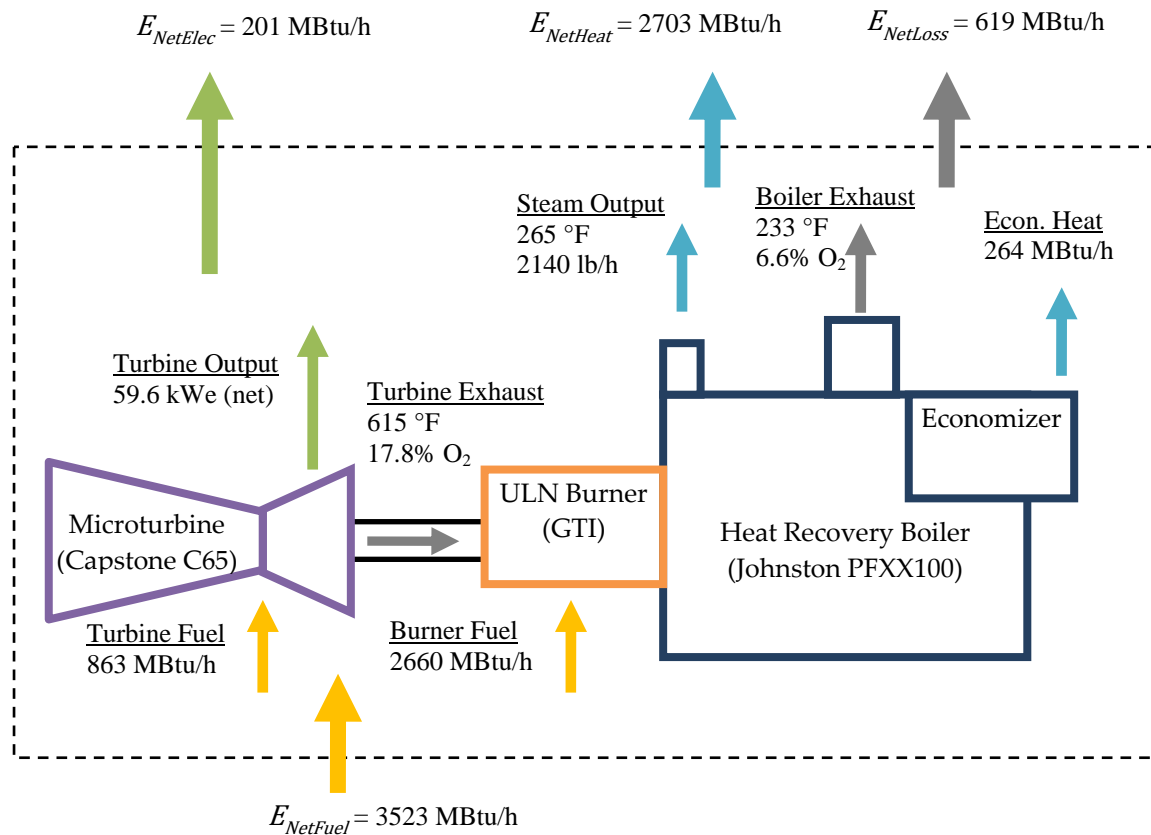 E_NetElec = 201 MBtu/h
E_NetHeat = 2703 MBtu/h
E_NetLoss = 619 MBtu/h
Steam Output
265 °F
2140 lb/h
Boiler Exhaust
233 °F
6.6% O₂
Econ. Heat
264 MBtu/h
Turbine Output
59.6 kWe (net)
Turbine Exhaust
615 °F
17.8% O₂
Economizer
Microturbine
(Capstone C65)
ULN Burner
(GTI)
Heat Recovery Boiler
(Johnston PFXX100)
Turbine Fuel
863 MBtu/h
Burner Fuel
2660 MBtu/h
E_NetFuel = 3523 MBtu/h